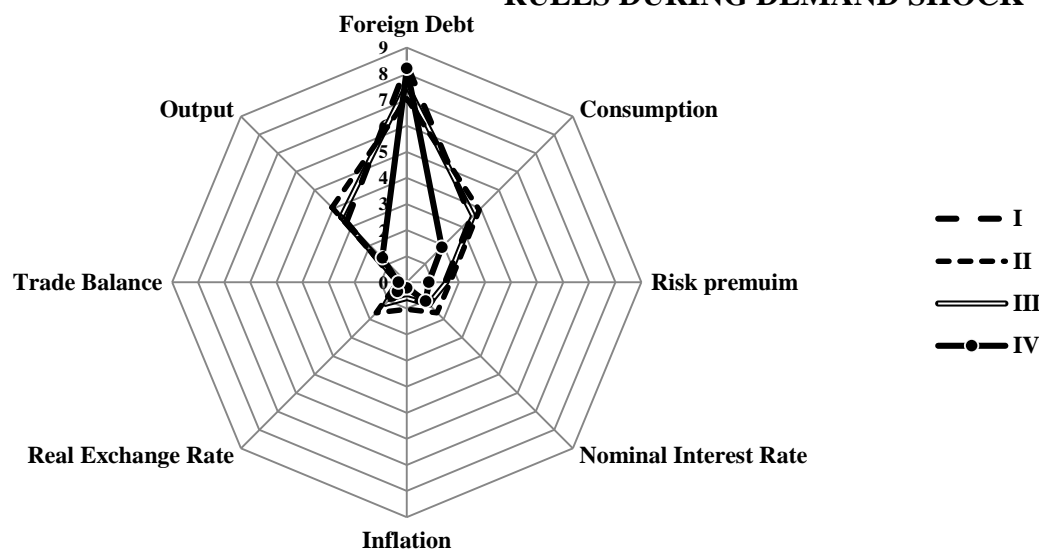 RULES DURING DEMAND SHOCK
Foreign Debt
9
8
7
5
4
3
2
0
Output
Consumption
Trade Balance
Risk premuim
Real Exchange Rate
Nominal Interest Rate
Inflation
I
II
III
IV